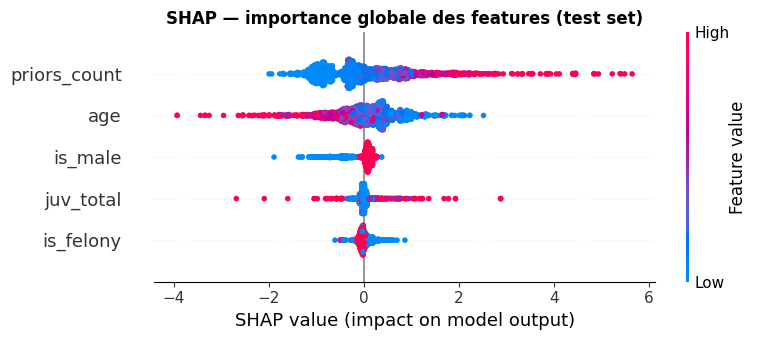 SHAP — importance globale des features (test set)
High
priors_count
age
is_male
juv_total
is_felony
Feature value
Low
−4
−2
0
2
4
6
SHAP value (impact on model output)